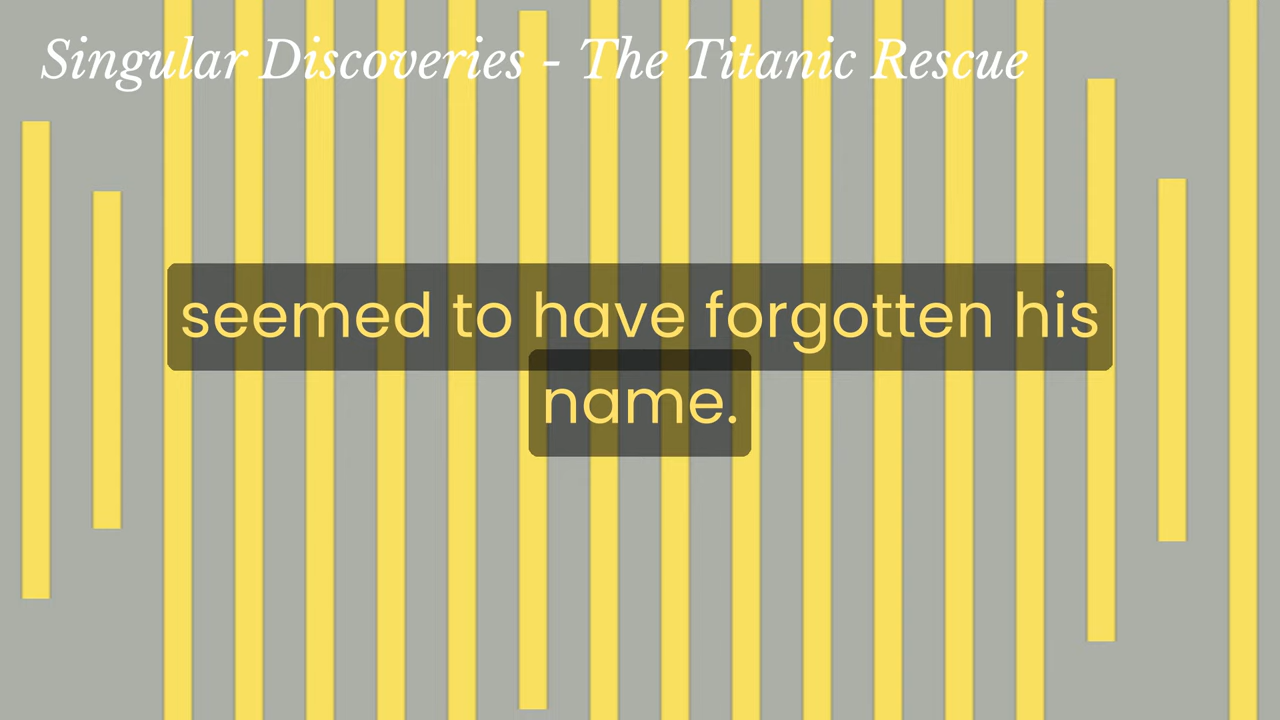 Singular Discoveries - The Titanic Rescue
seemed to have forgotten his
name.